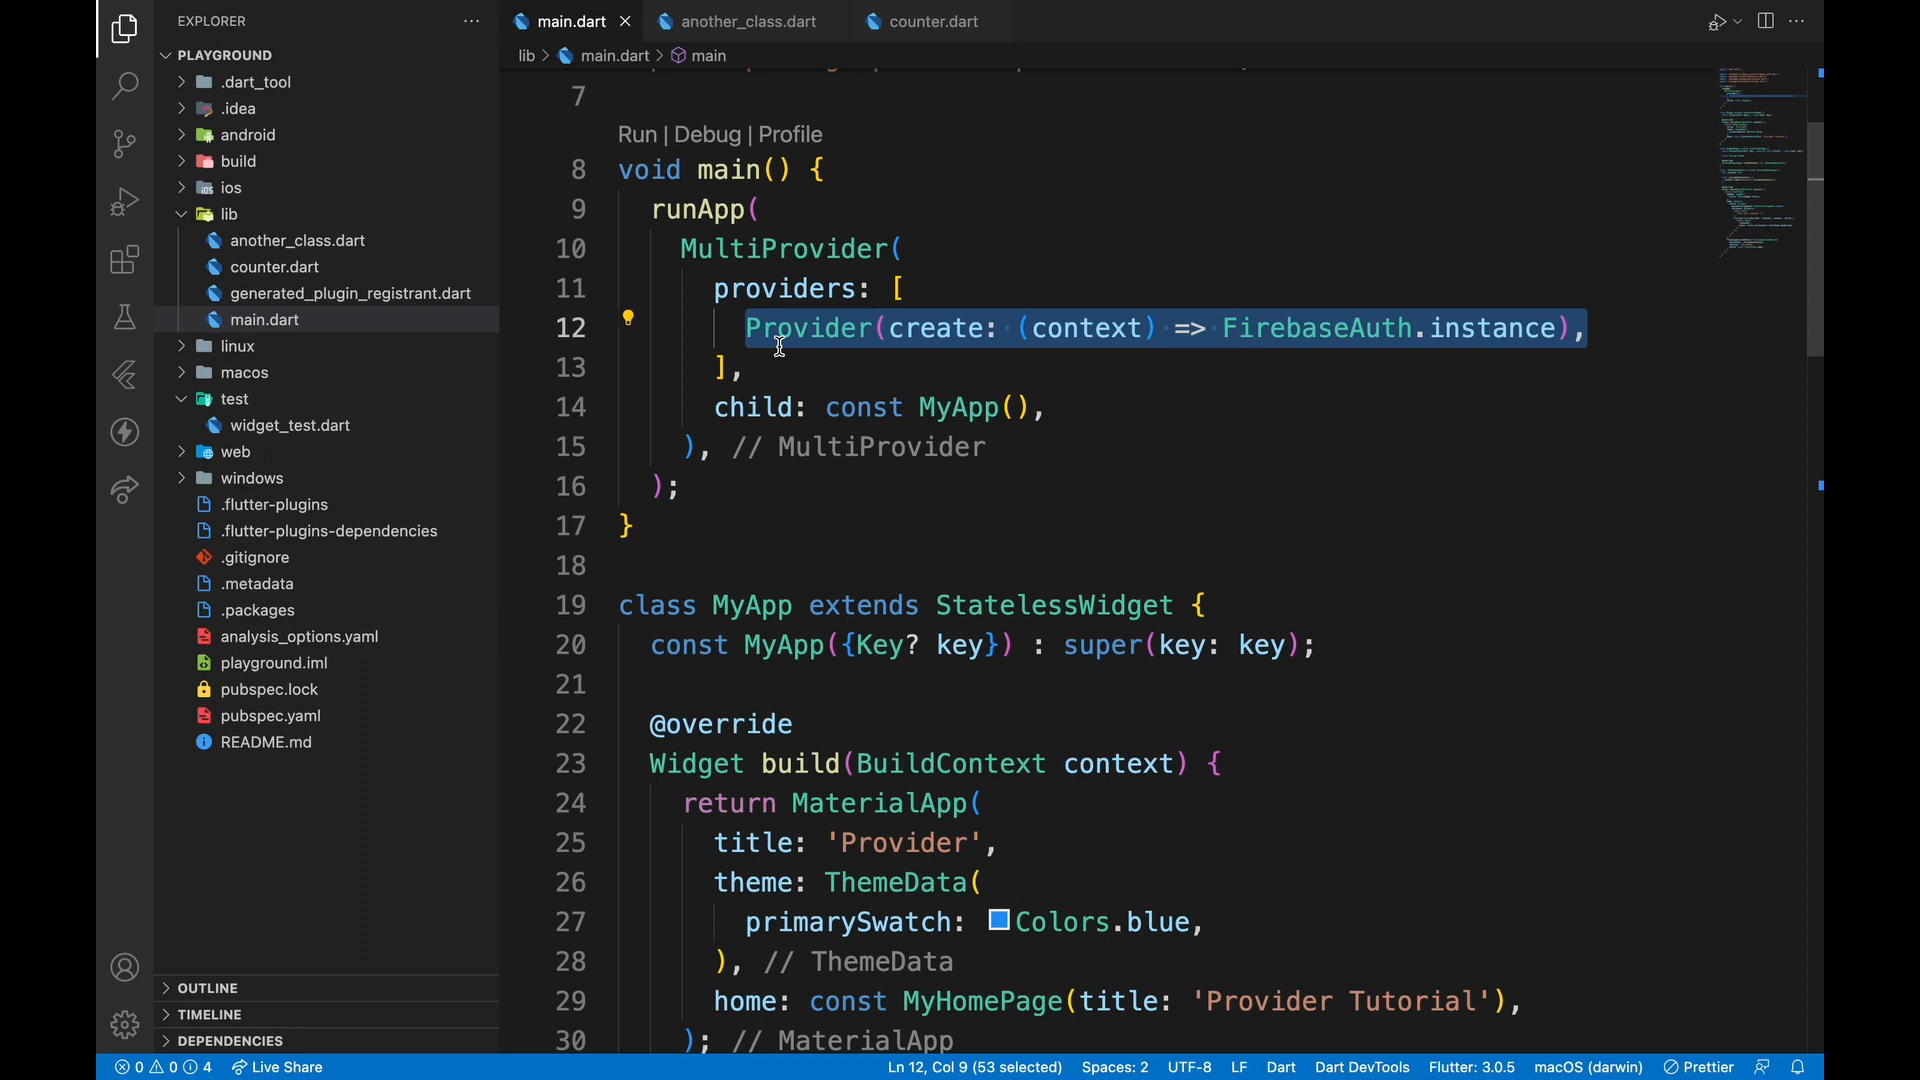 EXPLORER
PLAYGROUND
.dart_tool
.idea
android
build
ios
lib
another_class.dart
counter.dart
generated_plugin_registrant.dart
main.dart
linux
macos
test
widget_test.dart
web
windows
.flutter-plugins
.flutter-plugins-dependencies
.gitignore
.metadata
.packages
analysis_options.yaml
playground.iml
pubspec.lock
pubspec.yaml
README.md
OUTLINE
TIMELINE
DEPENDENCIES
main.dart
another_class.dart
counter.dart
lib > main.dart > main
7
Run | Debug | Profile
8 void main() {
9 runApp(
10 MultiProvider(
11 providers: [
12 Provider(create: (context) => FirebaseAuth.instance),
13 ],
14 child: const MyApp(),
15 ), // MultiProvider
16 );
17 }
18
19 class MyApp extends StatelessWidget {
20 const MyApp({Key? key}) : super(key: key);
21
22 @override
23 Widget build(BuildContext context) {
24 return MaterialApp(
25 title: 'Provider',
26 theme: ThemeData(
27 primarySwatch: Colors.blue,
28 ), // ThemeData
29 home: const MyHomePage(title: 'Provider Tutorial'),
30 ); // MaterialApp
0 0 4 Live Share Ln 12, Col 9 (53 selected) Spaces: 2 UTF-8 LF Dart Dart DevTools Flutter: 3.0.5 macOS (darwin) Prettier